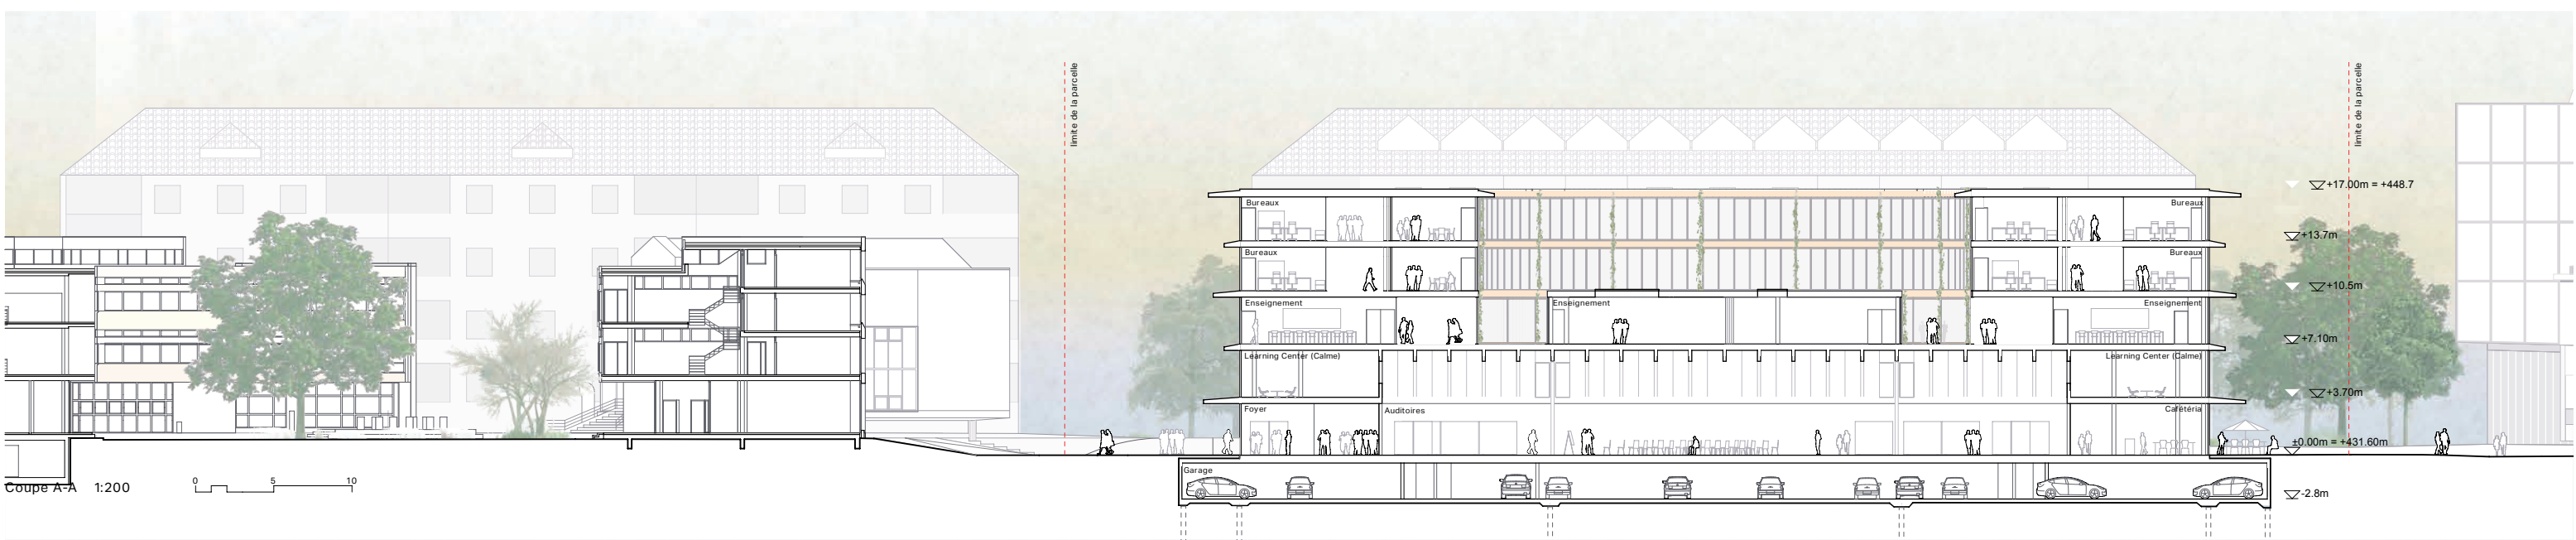 limite de la parcelle
limite de la parcelle
+17.00m = +448.7
Bureaux
Bureaux
+13.7m
Bureaux
Bureaux
+10.5m
Enseignement
Enseignement
Enseignement
+7.10m
Learning Center (Calme)
Learning Center (Calme)
+3.70m
Foyer
Auditoires
Cafétéria
±0.00m = +431.60m
Garage
Coupe A-A 1:200
0 5 10
-2.8m